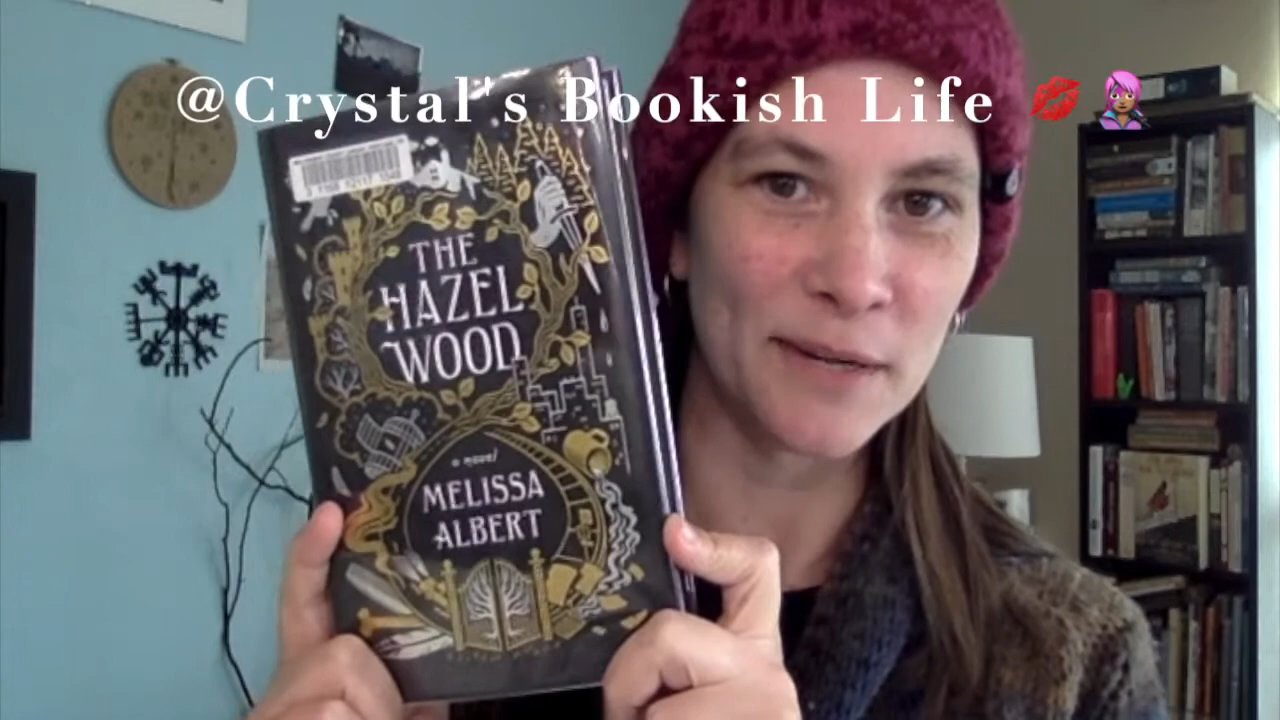 @Crystal's Bookish Life 💋👩🏽‍🎤
THE
HAZEL
WOOD
a novel
MELISSA
ALBERT